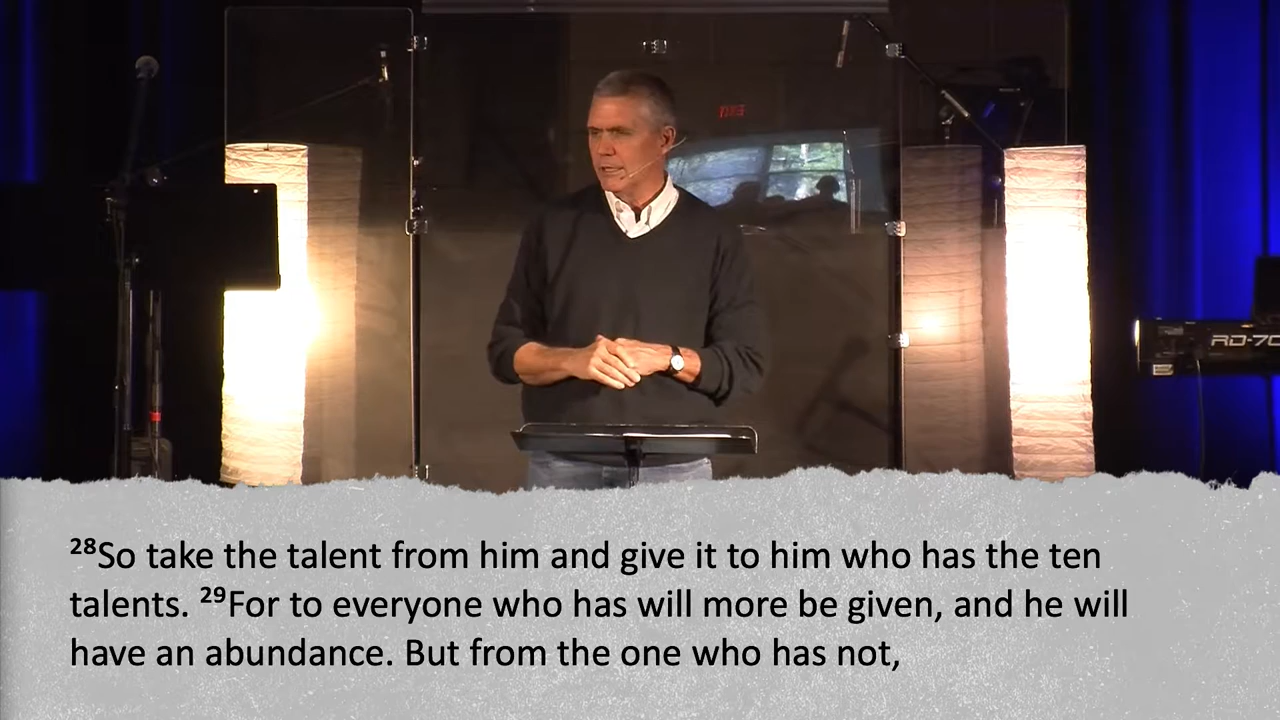 RD-70
²⁸So take the talent from him and give it to him who has the ten
talents. ²⁹For to everyone who has will more be given, and he will
have an abundance. But from the one who has not,